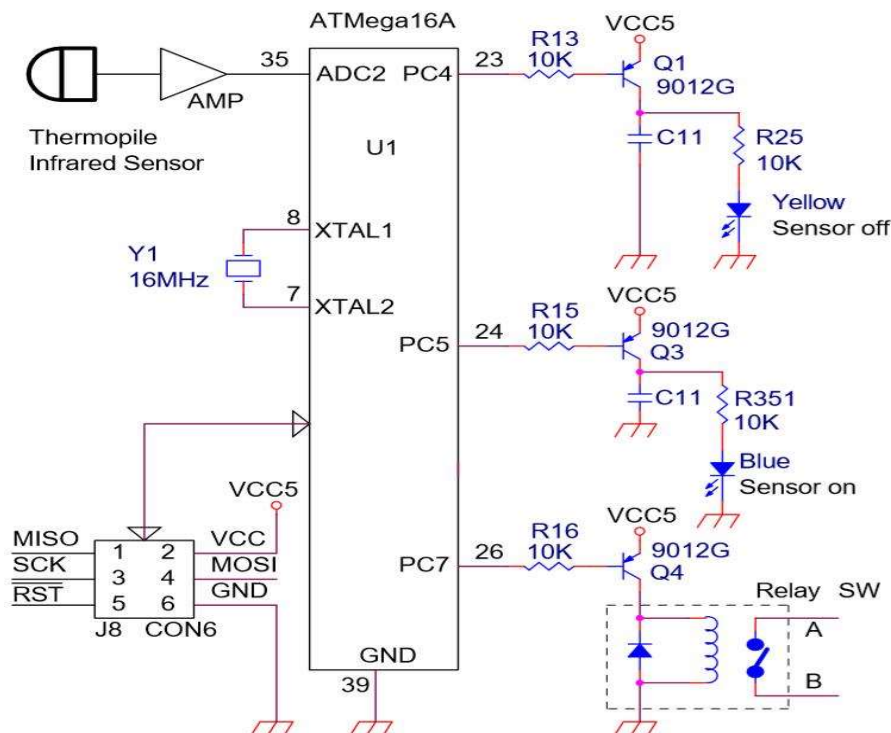 ATMega16A
35
ADC2
AMP
Thermopile
Infrared Sensor
U1
8
XTAL1
Y1
16MHz
7
XTAL2
PC4
23
R13
10K
VCC5
Q1
9012G
C11
R25
10K
Yellow
Sensor off
PC5
24
R15
10K
VCC5
9012G
Q3
C11
R351
10K
Blue
Sensor on
PC7
26
R16
10K
VCC5
9012G
Q4
Relay SW
A
B
VCC5
MISO 1 2 VCC
SCK 3 4 MOSI
RST 5 6 GND
J8 CON6
GND
39